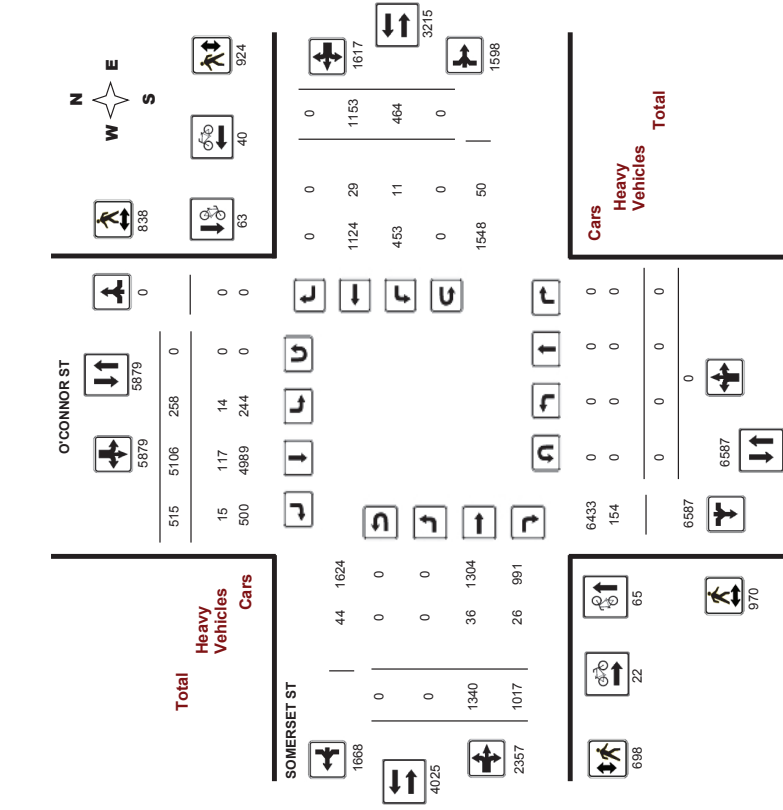 N
W
E
S
838
924
63
40
O'CONNOR ST
5879
5879
0
515 5106 258 0
15 117 14 0 0
500 4989 244 0 0
Total
Heavy
Vehicles
Cars
1617
3215
1598
0 0 0
1124 29 1153
453 11 464
0 0 0
1548 50
SOMERSET ST
1668
4025
2357
44 1624
0 0 0
0 0 0
1340 36 1304
1017 26 991
Cars
Heavy
Vehicles
Total
6433 0 0 0 0
154 0 0 0 0
0 0 0 0
6587
0
6587
65
22
698
970